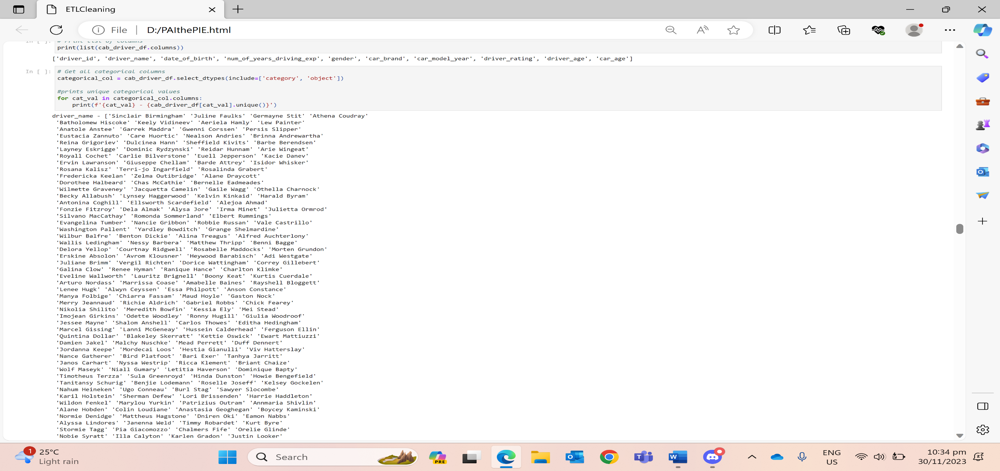 ETLCleaning
File | D:/PAIthePIE.html
In [ ]: # Print list of columns
print(list(cab_driver_df.columns))
['driver_id', 'driver_name', 'date_of_birth', 'num_of_years_driving_exp', 'gender', 'car_brand', 'car_model_year', 'driver_rating', 'driver_age', 'car_age']
In [ ]: # Get all categorical columns
categorical_col = cab_driver_df.select_dtypes(include=['category', 'object'])
#prints unique categorical values
for cat_val in categorical_col.columns:
    print(f'{cat_val} - {cab_driver_df[cat_val].unique()}')
driver_name - ['Sinclair Birmingham' 'Juline Faulks' 'Germayne Stit' 'Athena Coudray'
 'Batholomew Hiscoke' 'Keely Vidineev' 'Aeriela Hamly' 'Lew Painter'
 'Anatole Anstee' 'Garrek Maddra' 'Gwenni Corssen' 'Persis Slipper'
 'Eustacia Zannuto' 'Care Huortic' 'Nealson Andries' 'Brinna Andrewartha'
 'Reina Grigoriev' 'Dulcinea Hann' 'Sheffield Kivits' 'Barbe Berendsen'
 'Layney Eskrigge' 'Dominic Rydzynski' 'Reidar Hunnam' 'Arie Wingeat'
 'Royall Cochet' 'Carlie Bilverstone' 'Euell Jepperson' 'Kacie Danev'
 'Ervin Lawranson' 'Giuseppe Chellam' 'Barde Attrey' 'Isidor Whisker'
 'Rosana Kalisz' 'Terri-jo Ingarfield' 'Rosalinda Grabert'
 'Fredericka Keelan' 'Zelma Outibridge' 'Alane Draycott'
 'Dorothee Halbeard' 'Chas McCathie' 'Bernelle Eadmeades'
 'Wilmette Graveney' 'Jacquetta Camelin' 'Gaile Wagg' 'Othella Charnock'
 'Becky Allabush' 'Lynsey Haggerwood' 'Kelvin Kinkaid' 'Harald Byram'
 'Antonina Coghill' 'Ellsworth Scardefield' 'Alejoa Ahmad'
 'Fonzie Fitzroy' 'Dela Almak' 'Alysa Jore' 'Irma Minet' 'Julietta Ormrod'
 'Silvano MacCathay' 'Romonda Sommerland' 'Elbert Rummings'
 'Evangelina Tumber' 'Nancie Gribbon' 'Robbie Russan' 'Vale Castrillo'
 'Washington Pallent' 'Yardley Bowditch' 'Grange Shelmardine'
 'Wilbur Balfre' 'Benton Dickie' 'Alina Treagus' 'Alfred Auchterlony'
 'Wallis Ledingham' 'Nessy Barbera' 'Matthew Thripp' 'Benni Bagge'
 'Delora Yellop' 'Courtnay Ridgwell' 'Rosabelle Maddocks' 'Morten Grundon'
 'Erskine Absolon' 'Avrom Klousner' 'Heywood Barabisch' 'Adi Westgate'
 'Juliane Brimm' 'Vergil Richten' 'Dorice Wattingham' 'Correy Gillebert'
 'Galina Clow' 'Renee Hyman' 'Ranique Hance' 'Charlton Klimke'
 'Eveline Wallworth' 'Lauritz Brignell' 'Boony Keat' 'Kurtis Cuerdale'
 'Arturo Nordass' 'Marrissa Coase' 'Amabelle Baines' 'Rayshell Bloggett'
 'Lenee Hugk' 'Alwyn Ceyssen' 'Essa Philpott' 'Anson Constance'
 'Manya Folbige' 'Chiarra Fassam' 'Maud Hoyle' 'Gaston Nock'
 'Merry Jeannaud' 'Richie Aldrich' 'Gabriel Robbs' 'Chick Fearey'
 'Nikolia Shilito' 'Meredith Bowfin' 'Kessia Ely' 'Mei Stead'
 'Imojean Girkins' 'Odette Woodley' 'Ronny Hugill' 'Giulia Woodroof'
 'Jessee Mayne' 'Shalom Anshell' 'Carlos Thowes' 'Editha Hedingham'
 'Marcel Gissing' 'Lanni McGeneay' 'Hussein Calderhead' 'Ferguson Ellin'
 'Quintina Dollar' 'Blakeley Skerratt' 'Kettie Oswick' 'Ewart Mattiuzzi'
 'Damien Jakel' 'Malchy Nuschke' 'Mead Perrett' 'Duff Dennert'
 'Jordanna Keepe' 'Mordecai Loos' 'Hestia Gianulli' 'Viv Hatterslay'
 'Nance Gatherer' 'Bird Platfoot' 'Bari Exer' 'Tanhya Jarritt'
 'Janos Carhart' 'Nyssa Westrip' 'Ricca Klement' 'Briant Chaize'
 'Wolf Maseyk' 'Niall Gumary' 'Letitia Haverson' 'Dominique Bapty'
 'Timotheus Terzza' 'Sula Greenroyd' 'Hinda Dunston' 'Howie Bengefield'
 'Tanitansy Schurig' 'Benjie Lodemann' 'Roselle Joseff' 'Kelsey Gockelen'
 'Nahum Heineken' 'Ugo Conneau' 'Burl Stag' 'Sawyer Slocombe'
 'Karil Holstein' 'Sherman Defew' 'Lori Brissenden' 'Harrie Haddleton'
 'Wildon Fenkel' 'Marylou Yurkin' 'Patrizius Outram' 'Annmaria Shivlin'
 'Alane Hobden' 'Colin Loudiane' 'Anastasia Geoghegan' 'Boycey Kaminski'
 'Normie Denidge' 'Mattheus Hagstone' 'Dniren Oki' 'Eamon Nabbs'
 'Alyssa Lindores' 'Janenna Weld' 'Timmy Robardet' 'Kurt Byre'
 'Stormie Tagg' 'Pia Giacomozzo' 'Chalmers Fife' 'Orelie Glinde'
 'Nobie Syratt' 'Illa Calyton' 'Karlen Gradon' 'Justin Looker'
1
25°C
Light rain
Search
PRE
ENG
US
10:34 pm
30/11/2023